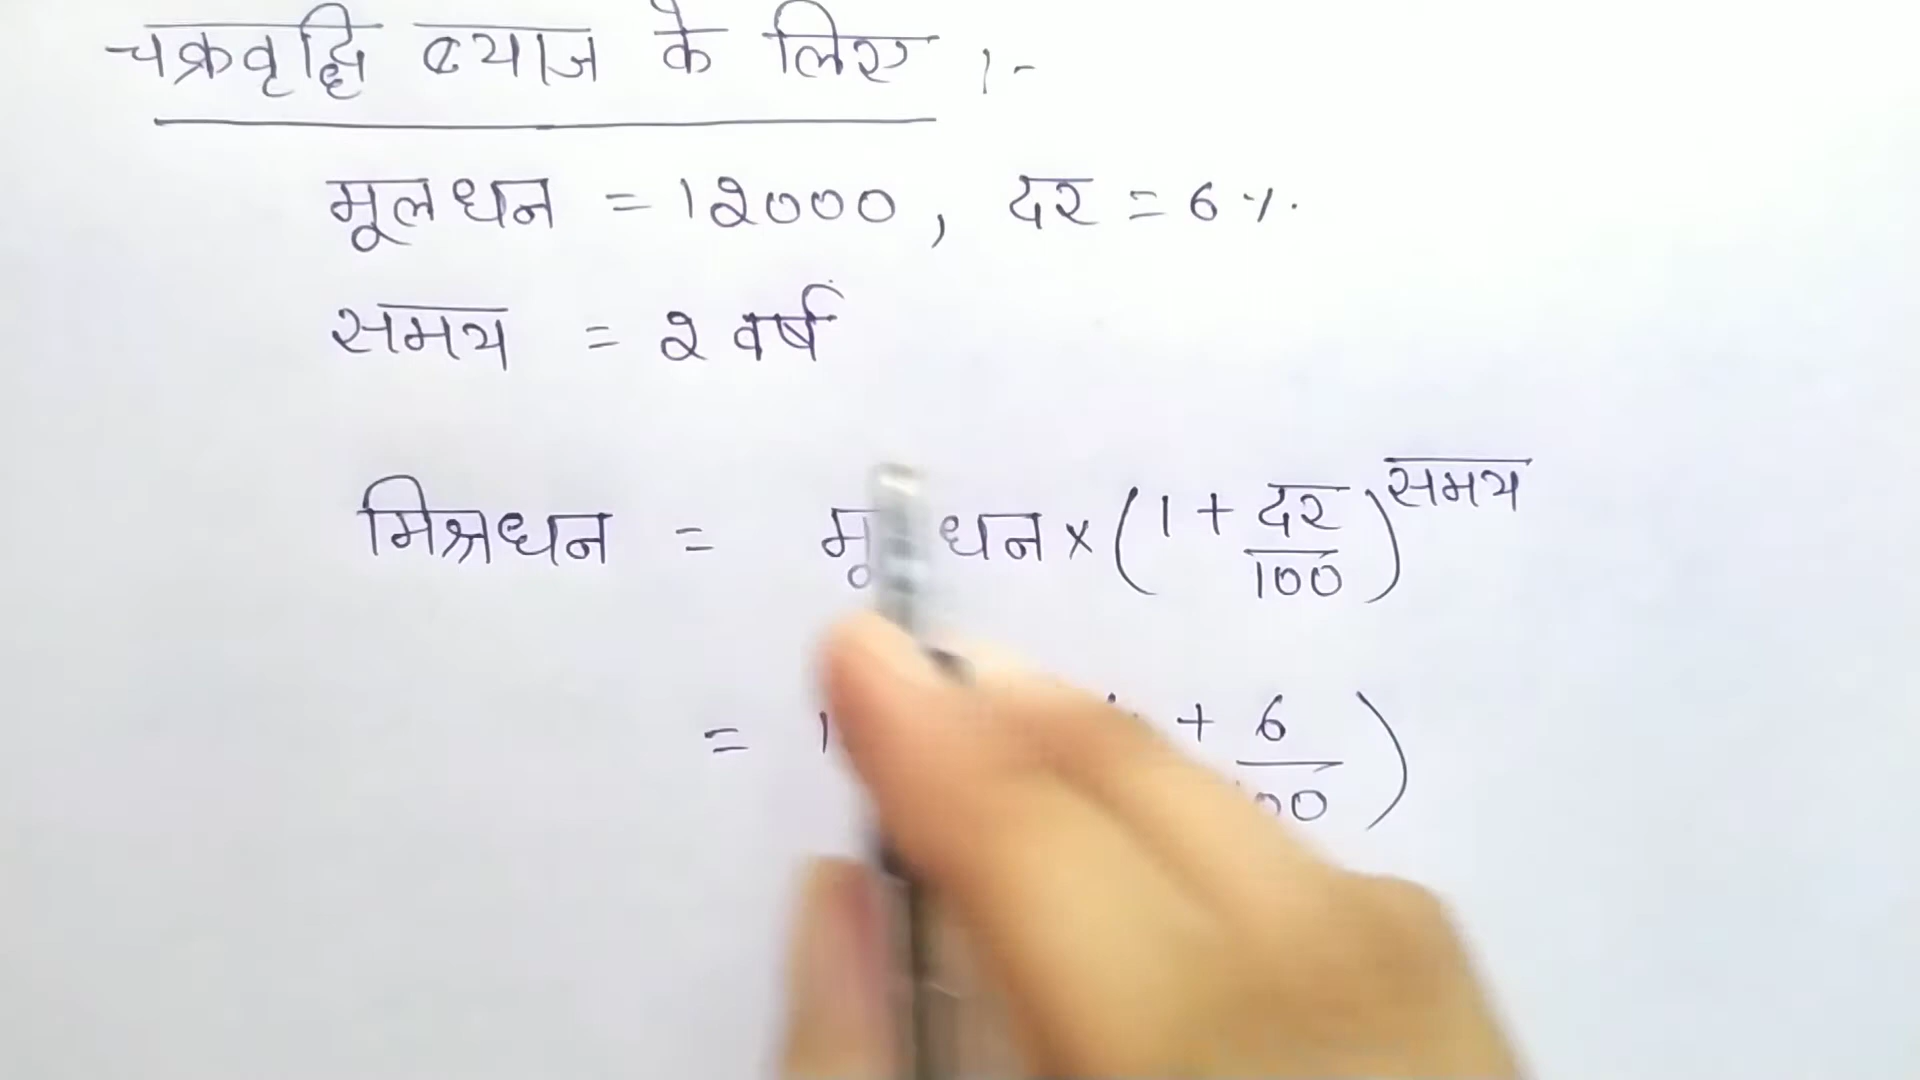 चक्रवृद्धि ब्याज के लिए :-
मूलधन = 12000, दर = 6%
समय = 2 वर्ष
मिश्रधन = धन × (1 + दर/100)^समय
= + 6/ )